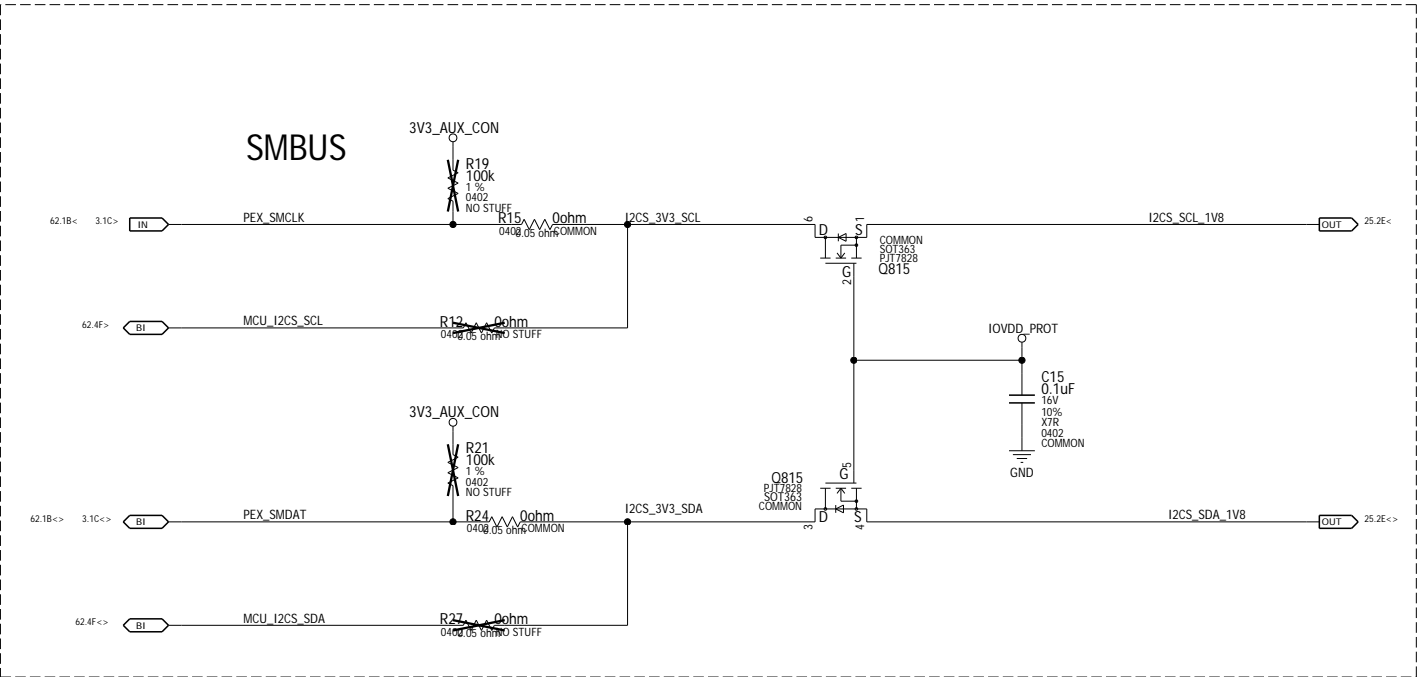 SMBUS
3V3_AUX_CON
R19
100k
1 %
0402
NO STUFF
62.1B< 3.1C> IN PEX_SMCLK
R15 0ohm
0402 0.05 ohm COMMON
I2CS_3V3_SCL
6 D S 1
G
2
COMMON
SOT363
PJT7828
Q815
I2CS_SCL_1V8
OUT 25.2E<
62.4F> BI MCU_I2CS_SCL
R12 0ohm
0402 0.05 ohm NO STUFF
IOVDD_PROT
C15
0.1uF
16V
10%
X7R
0402
COMMON
GND
3V3_AUX_CON
R21
100k
1 %
0402
NO STUFF
62.1B<> 3.1C<> BI PEX_SMDAT
R24 0ohm
0402 0.05 ohm COMMON
I2CS_3V3_SDA
Q815
PJT7828
SOT363
COMMON
G 5
3 D S 4
I2CS_SDA_1V8
OUT 25.2E<>
62.4F<> BI MCU_I2CS_SDA
R27 0ohm
0402 0.05 ohm NO STUFF